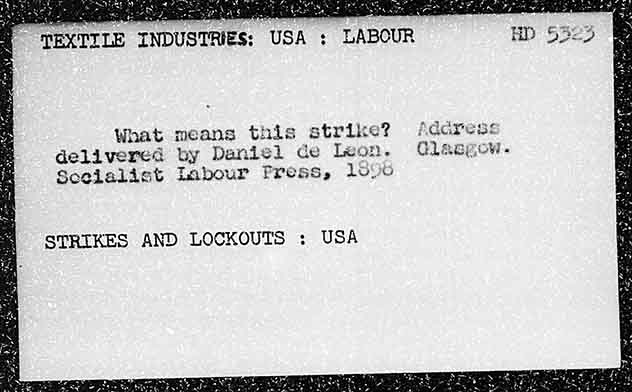 TEXTILE INDUSTRIES: USA : LABOUR HD 5323
What means this strike? Address
delivered by Daniel de Leon. Glasgow.
Socialist Labour Press, 1898
STRIKES AND LOCKOUTS : USA